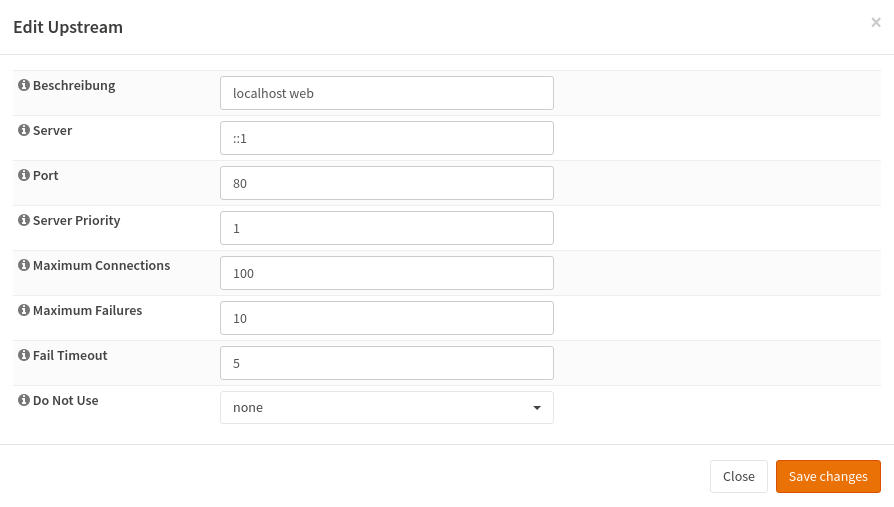 Edit Upstream
×
Beschreibung
localhost web
Server
::1
Port
80
Server Priority
1
Maximum Connections
100
Maximum Failures
10
Fail Timeout
5
Do Not Use
none
Close
Save changes